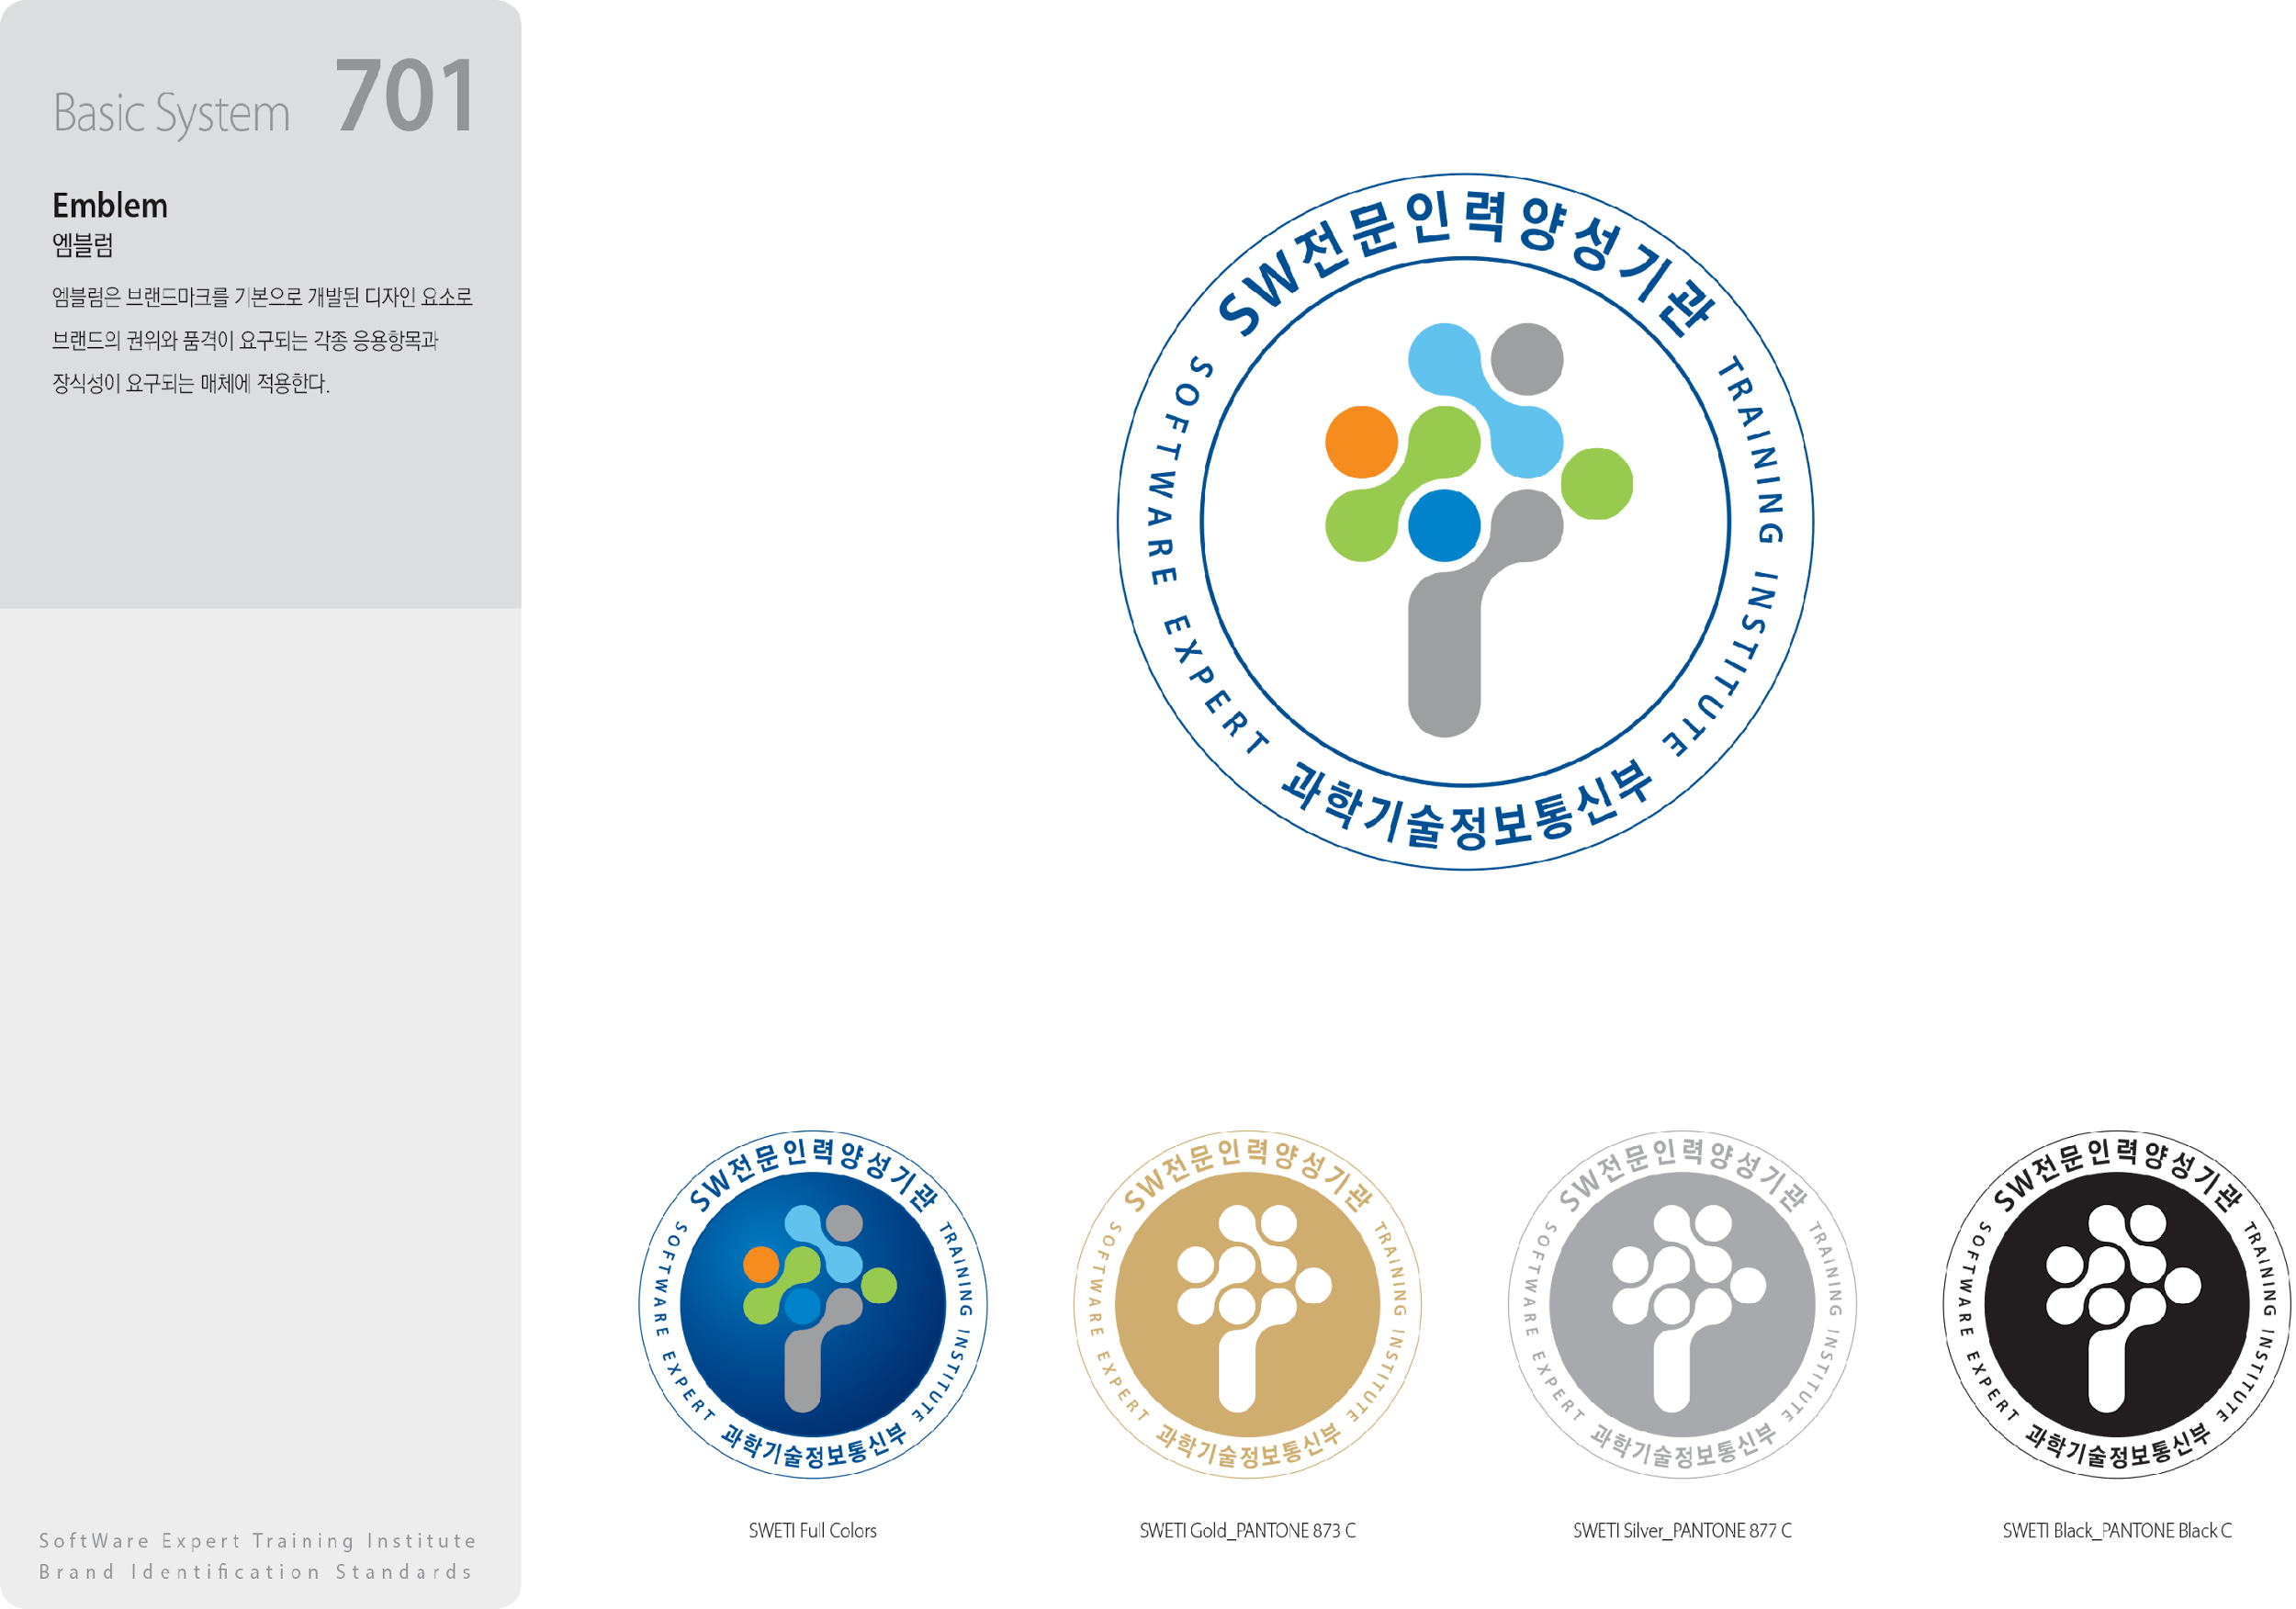 Basic System 701
Emblem
엠블럼
엠블림은 브랜드마크를 기본으로 개발된 디자인 요소로
브랜드의 권위와 품격이 요구되는 각종 응용항목과
장식성이 요구되는 매체에 적용한다.
SW전문인력양성기관
SOFTWARE EXPERT
TRAINING INSTITUTE
과학기술정보통신부
SW전문인력양성기관
SOFTWARE EXPERT
TRAINING INSTITUTE
과학기술정보통신부
SWETI Full Colors
SW전문인력양성기관
SOFTWARE EXPERT
TRAINING INSTITUTE
과학기술정보통신부
SWETI Gold_PANTONE 873 C
SW전문인력양성기관
SOFTWARE EXPERT
TRAINING INSTITUTE
과학기술정보통신부
SWETI Silver_PANTONE 877 C
SW전문인력양성기관
SOFTWARE EXPERT
TRAINING INSTITUTE
과학기술정보통신부
SWETI Black_PANTONE Black C
SoftWare Expert Training Institute
Brand Identification Standards